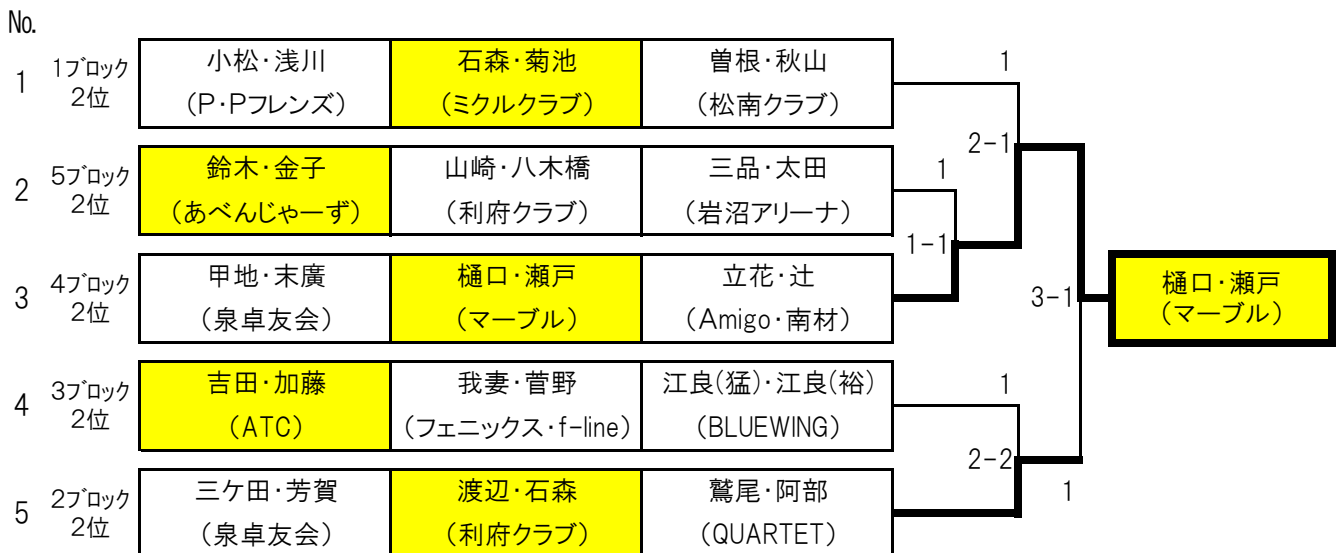 No.
1 1ブロック 2位
小松・浅川 石森・菊池 曽根・秋山
(P・Pフレンズ) (ミクルクラブ) (松南クラブ)
1
2-1
2 5ブロック 2位
鈴木・金子 山崎・八木橋 三品・太田
(あべんじゃーず) (利府クラブ) (岩沼アリーナ)
1
1-1
3 4ブロック 2位
甲地・末廣 樋口・瀬戸 立花・辻
(泉卓友会) (マーブル) (Amigo・南材)
3-1
樋口・瀬戸
(マーブル)
4 3ブロック 2位
吉田・加藤 我妻・菅野 江良(猛)・江良(裕)
(ATC) (フェニックス・f-line) (BLUEWING)
1
2-2
1
5 2ブロック 2位
三ケ田・芳賀 渡辺・石森 鷲尾・阿部
(泉卓友会) (利府クラブ) (QUARTET)